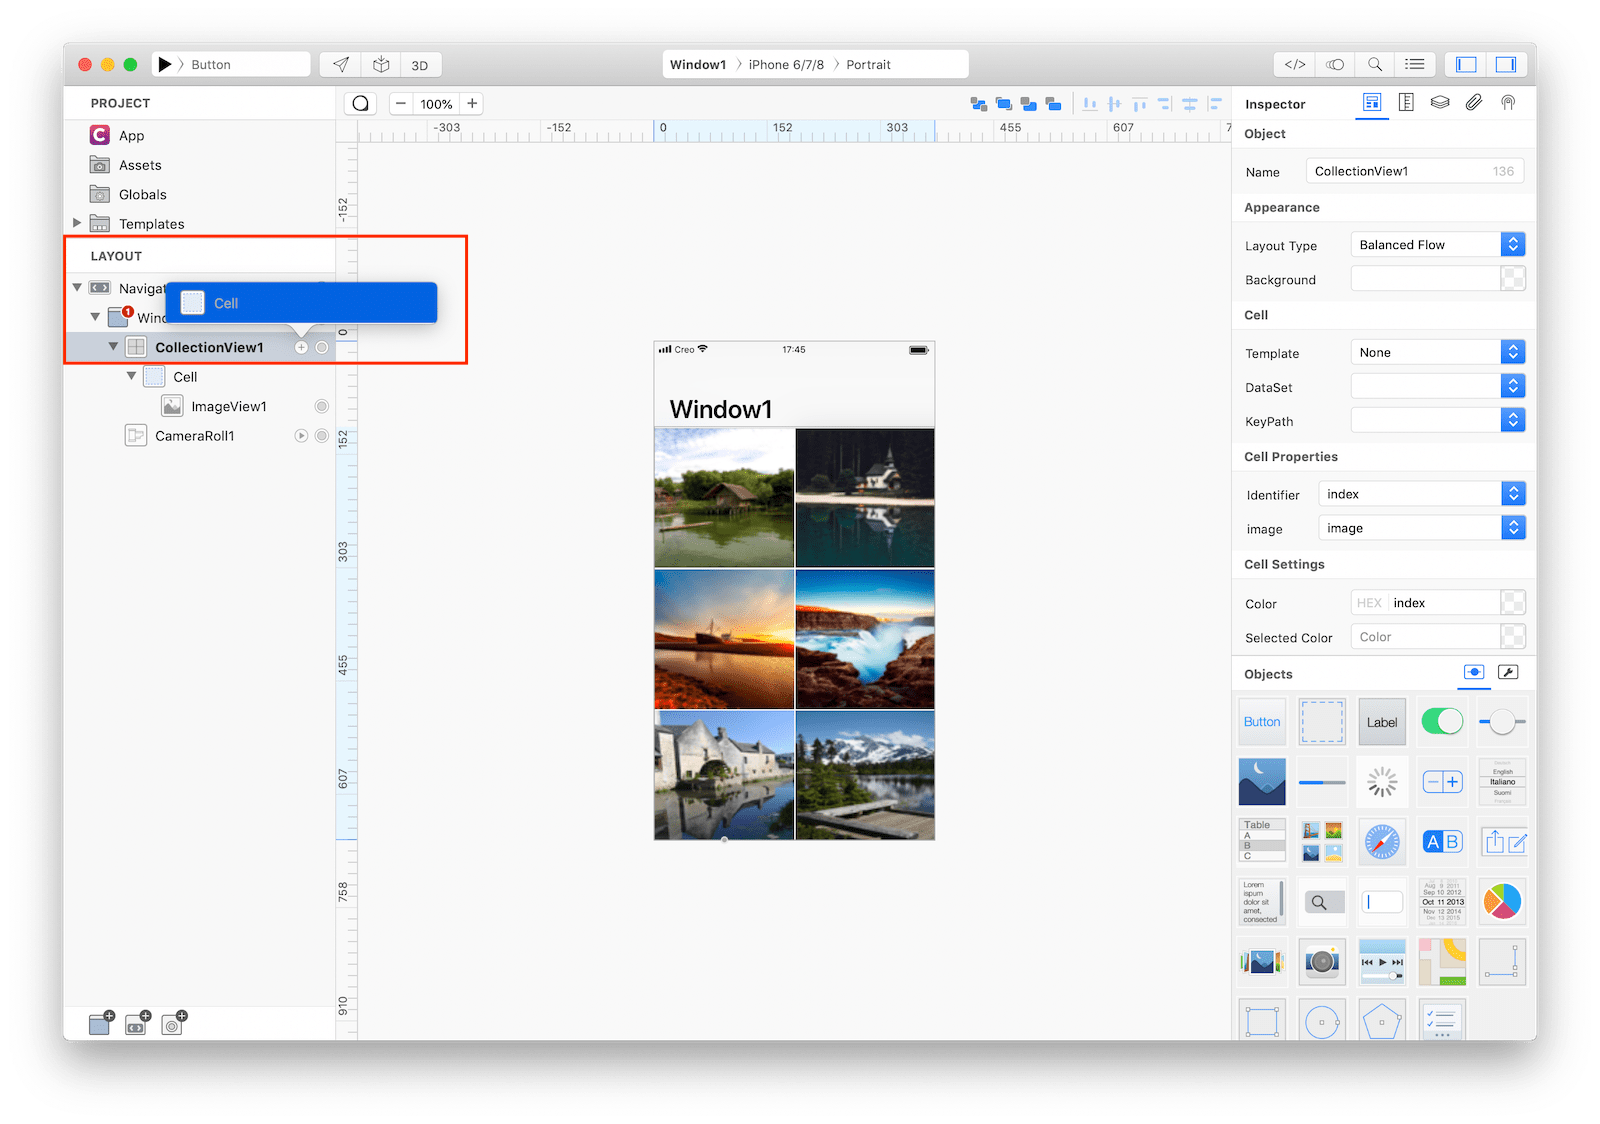 Button
3D
Window1 〉 iPhone 6/7/8 〉 Portrait
</>
PROJECT
App
Assets
Globals
Templates
LAYOUT
Navigat
Cell
1
Wind
CollectionView1
Cell
ImageView1
CameraRoll1
100%
-303 -152 0 152 303 455 607 7
-152
0
152
303
455
607
758
910
Creo
17:45
Window1
Inspector
Object
Name CollectionView1 136
Appearance
Layout Type Balanced Flow
Background
Cell
Template None
DataSet
KeyPath
Cell Properties
Identifier index
image image
Cell Settings
Color HEX index
Selected Color Color
Objects
Button
Label
English
Italiano
Suomi
Table
A
B
C
A B
Lorem
ispum
dolor sit
amet,
consected
Aug 8 2011
Sep 10 2012
Oct 11 2013
Nov 12 2014
Dec 13 2015